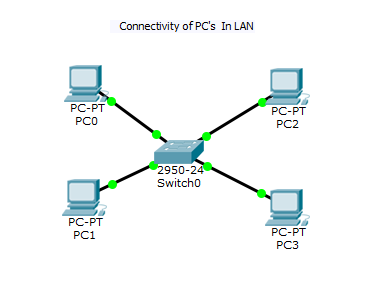 Connectivity of PC's In LAN
PC-PT
PC0
PC-PT
PC2
2950-24
Switch0
PC-PT
PC1
PC-PT
PC3